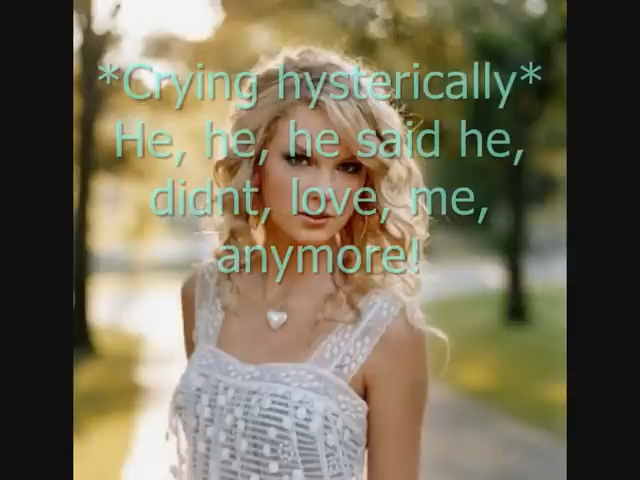 *Crying hysterically*
He, he, he said he,
didnt, love, me,
anymore!